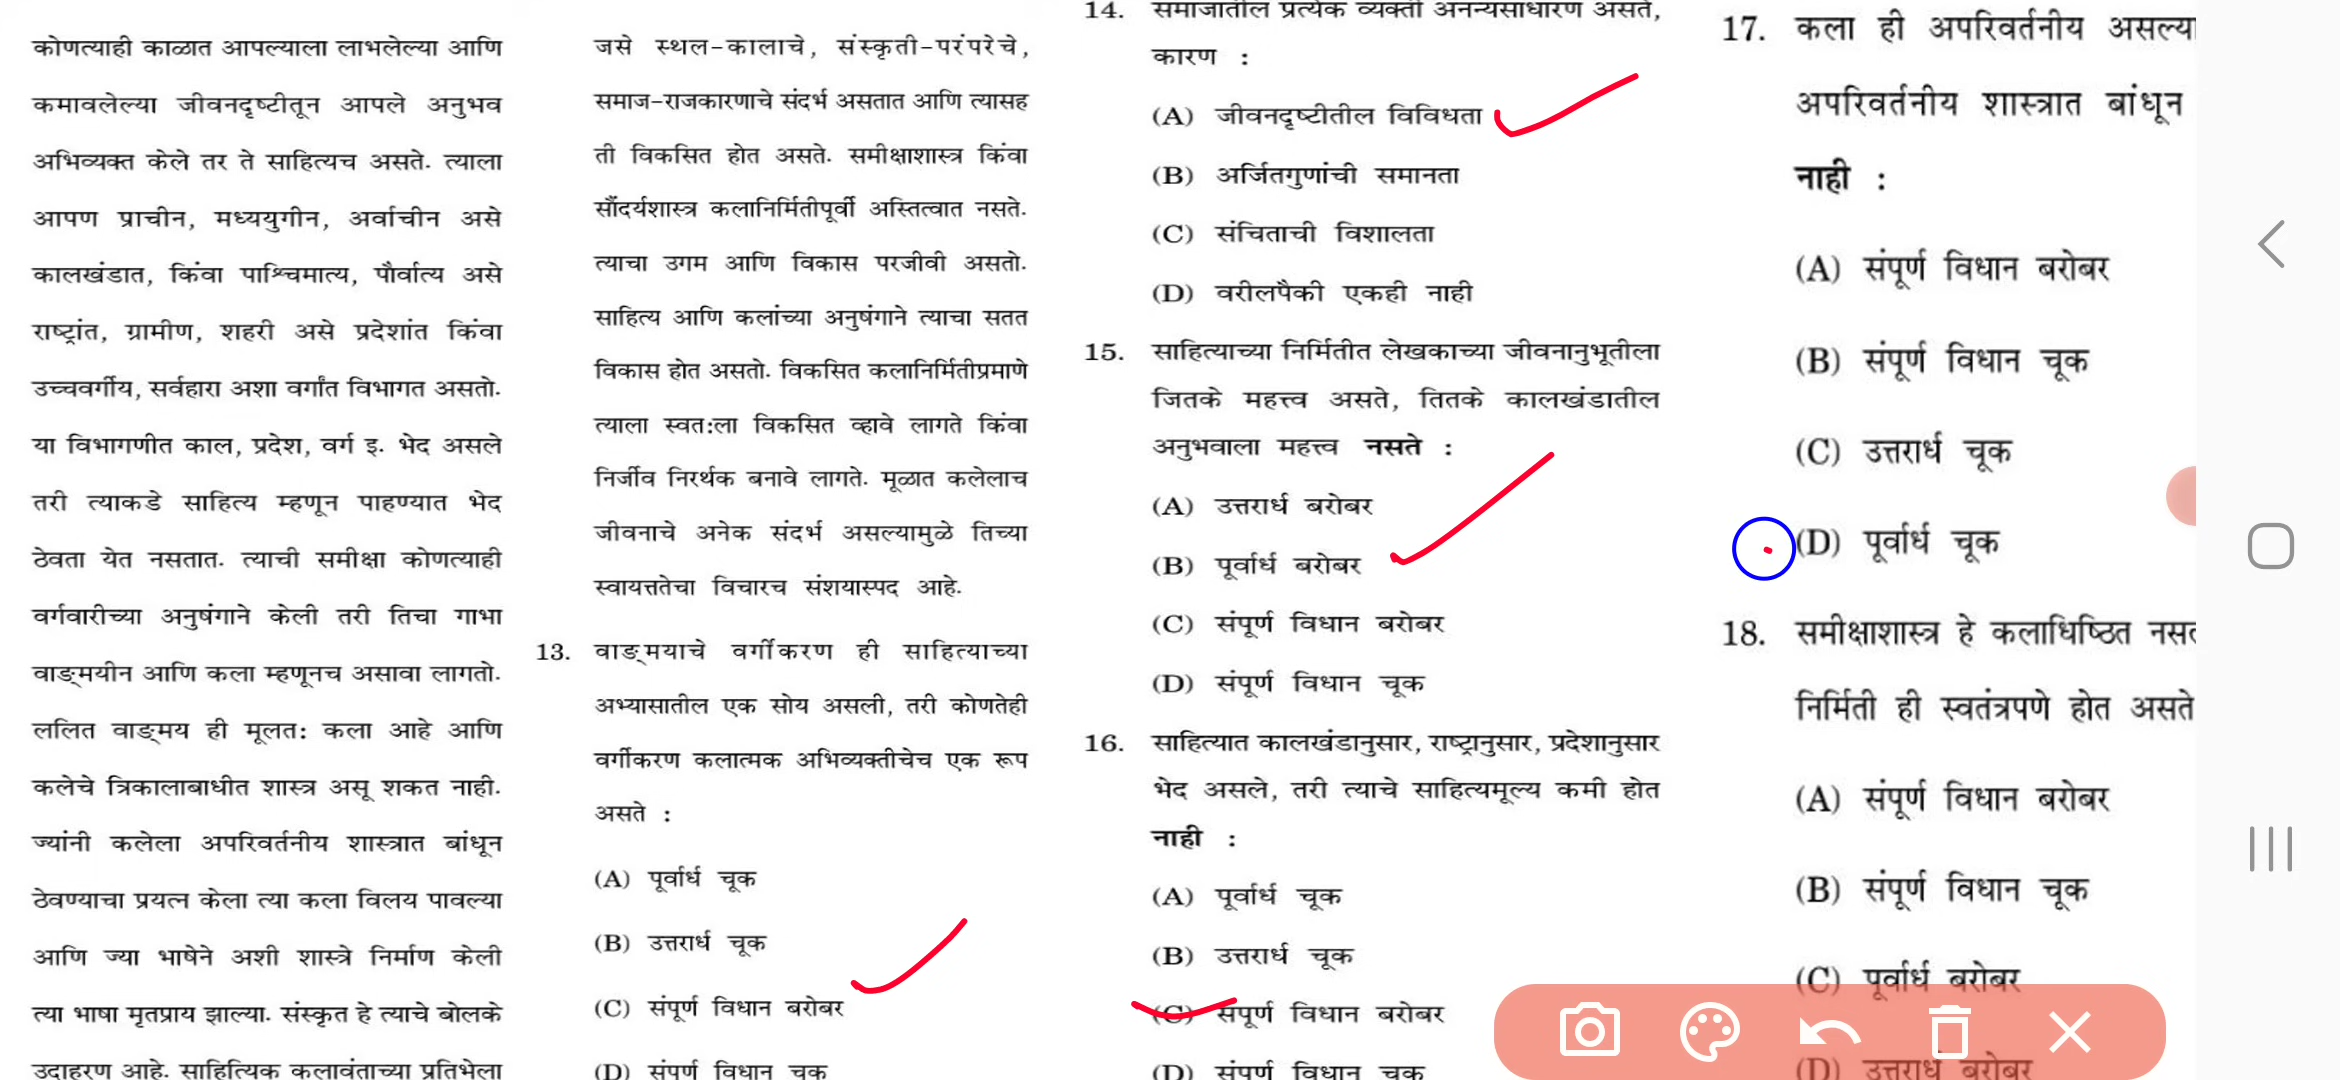 कोणत्याही काळात आपल्याला लाभलेल्या आणि
कमावलेल्या जीवनदृष्टीतून आपले अनुभव
अभिव्यक्त केले तर ते साहित्यच असते. त्याला
आपण प्राचीन, मध्ययुगीन, अर्वाचीन असे
कालखंडात, किंवा पाश्चिमात्य, पौर्वात्य असे
राष्ट्रांत, ग्रामीण, शहरी असे प्रदेशांत किंवा
उच्चवर्गीय, सर्वहारा अशा वर्गांत विभागत असतो.
या विभागणीत काल, प्रदेश, वर्ग इ. भेद असले
तरी त्याकडे साहित्य म्हणून पाहण्यात भेद
ठेवता येत नसतात. त्याची समीक्षा कोणत्याही
वर्गवारीच्या अनुषंगाने केली तरी तिचा गाभा
वाङ्मयीन आणि कला म्हणूनच असावा लागतो.
ललित वाङ्मय ही मूलतः कला आहे आणि
कलेचे त्रिकालाबाधीत शास्त्र असू शकत नाही.
ज्यांनी कलेला अपरिवर्तनीय शास्त्रात बांधून
ठेवण्याचा प्रयत्न केला त्या कला विलय पावल्या
आणि ज्या भाषेने अशी शास्त्रे निर्माण केली
त्या भाषा मृतप्राय झाल्या. संस्कृत हे त्याचे बोलके
उदाहरण आहे. साहित्यिक कलावंताच्या प्रतिभेला
जसे स्थल-कालाचे, संस्कृती-परंपरेचे,
समाज-राजकारणाचे संदर्भ असतात आणि त्यासह
ती विकसित होत असते. समीक्षाशास्त्र किंवा
सौंदर्यशास्त्र कलानिर्मितीपूर्वी अस्तित्वात नसते.
त्याचा उगम आणि विकास परजीवी असतो.
साहित्य आणि कलांच्या अनुषंगाने त्याचा सतत
विकास होत असतो. विकसित कलानिर्मितीप्रमाणे
त्याला स्वतःला विकसित व्हावे लागते किंवा
निर्जीव निरर्थक बनावे लागते. मूळात कलेलाच
जीवनाचे अनेक संदर्भ असल्यामुळे तिच्या
स्वायत्ततेचा विचारच संशयास्पद आहे.
13. वाङ्मयाचे वर्गीकरण ही साहित्याच्या
अभ्यासातील एक सोय असली, तरी कोणतेही
वर्गीकरण कलात्मक अभिव्यक्तीचेच एक रूप
असते :
(A) पूर्वार्ध चूक
(B) उत्तरार्ध चूक
(C) संपूर्ण विधान बरोबर
(D) संपूर्ण विधान चूक
14. समाजातील प्रत्येक व्यक्ती अनन्यसाधारण असते,
कारण :
(A) जीवनदृष्टीतील विविधता
(B) अर्जितगुणांची समानता
(C) संचिताची विशालता
(D) वरीलपैकी एकही नाही
15. साहित्याच्या निर्मितीत लेखकाच्या जीवनानुभूतीला
जितके महत्त्व असते, तितके कालखंडातील
अनुभवाला महत्त्व नसते :
(A) उत्तरार्ध बरोबर
(B) पूर्वार्ध बरोबर
(C) संपूर्ण विधान बरोबर
(D) संपूर्ण विधान चूक
16. साहित्यात कालखंडानुसार, राष्ट्रानुसार, प्रदेशानुसार
भेद असले, तरी त्याचे साहित्यमूल्य कमी होत
नाही :
(A) पूर्वार्ध चूक
(B) उत्तरार्ध चूक
(C) संपूर्ण विधान बरोबर
(D) संपूर्ण विधान चूक
17. कला ही अपरिवर्तनीय असल्या
अपरिवर्तनीय शास्त्रात बांधून
नाही :
(A) संपूर्ण विधान बरोबर
(B) संपूर्ण विधान चूक
(C) उत्तरार्ध चूक
(D) पूर्वार्ध चूक
18. समीक्षाशास्त्र हे कलाधिष्ठित
निर्मिती ही स्वतंत्रपणे होत असते
(A) संपूर्ण विधान बरोबर
(B) संपूर्ण विधान चूक
(C) पूर्वार्ध बरोबर
(D) उत्तरार्ध बरोबर